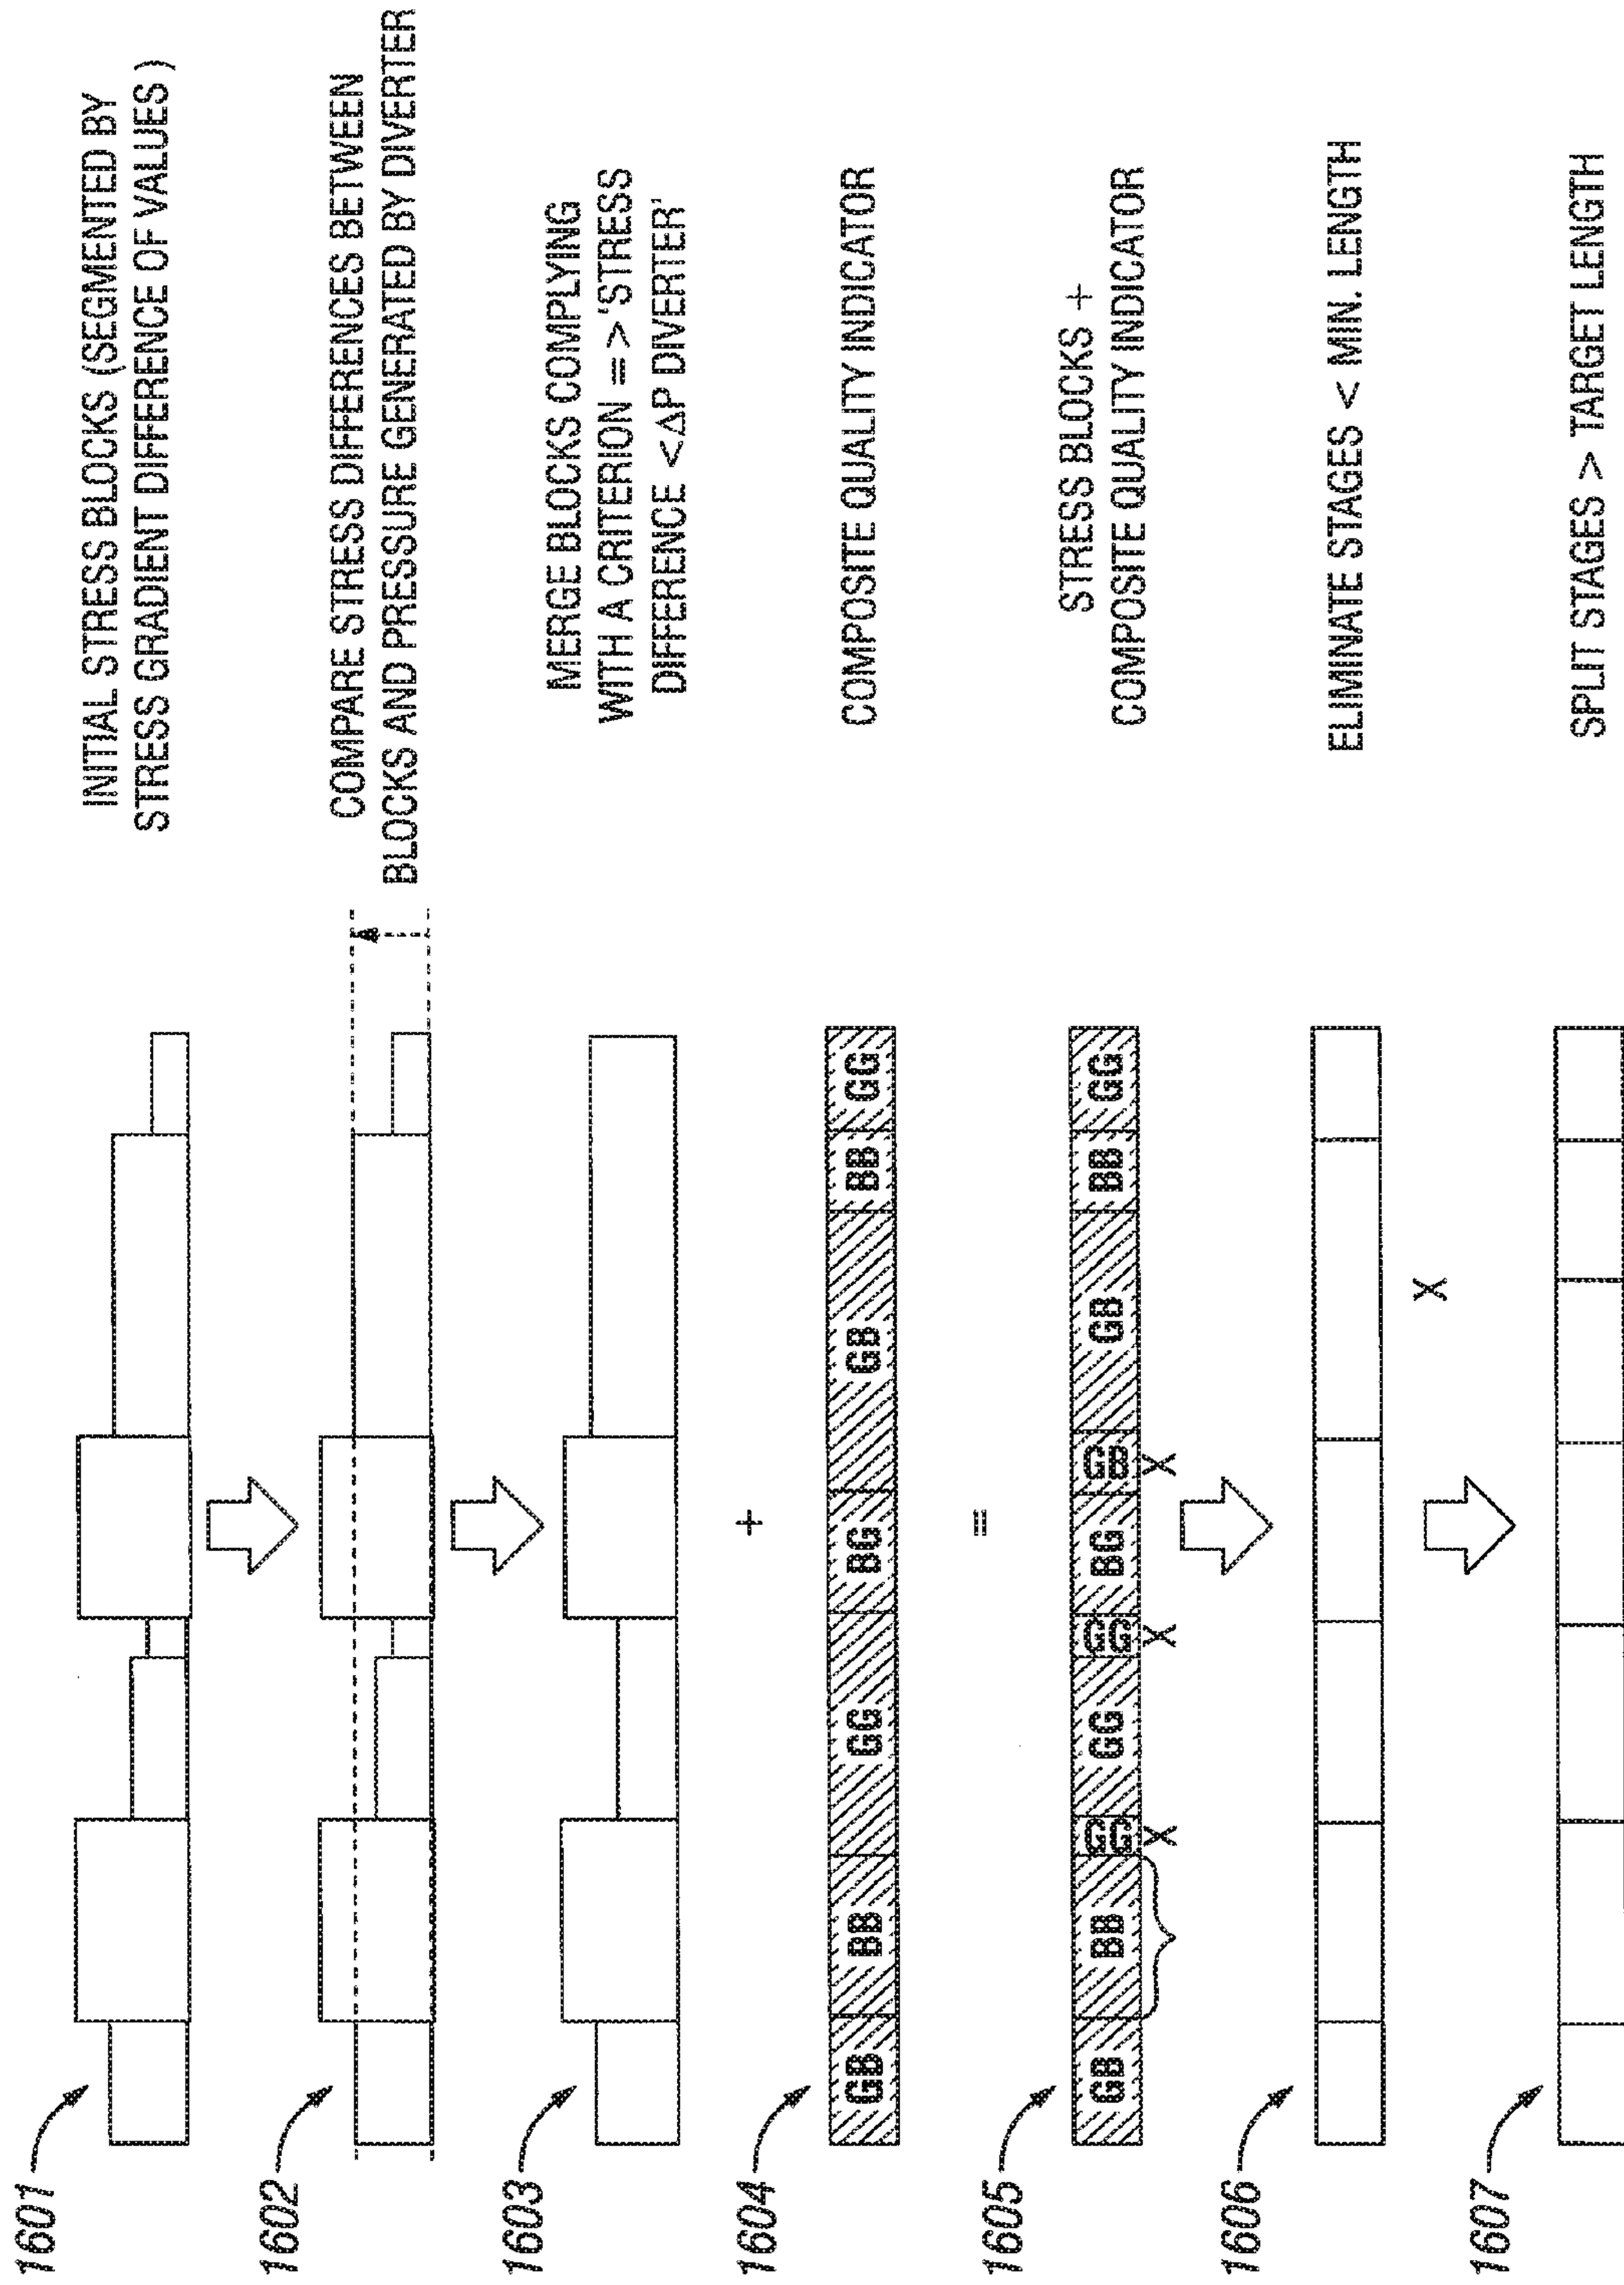 1601
INITIAL STRESS BLOCKS (SEGMENTED BY
STRESS GRADIENT DIFFERENCE OF VALUES )
1602
COMPARE STRESS DIFFERENCES BETWEEN
BLOCKS AND PRESSURE GENERATED BY DIVERTER
1603
MERGE BLOCKS COMPLYING
WITH A CRITERION = >'STRESS
DIFFERENCE <ΔP DIVERTER'
+
1604
GB BB GG BG GB BB GG
COMPOSITE QUALITY INDICATOR
=
1605
GB BB GG GG GG BG GB GB BB GG
X X X
STRESS BLOCKS +
COMPOSITE QUALITY INDICATOR
1606
ELIMINATE STAGES < MIN. LENGTH
X
1607
SPLIT STAGES > TARGET LENGTH